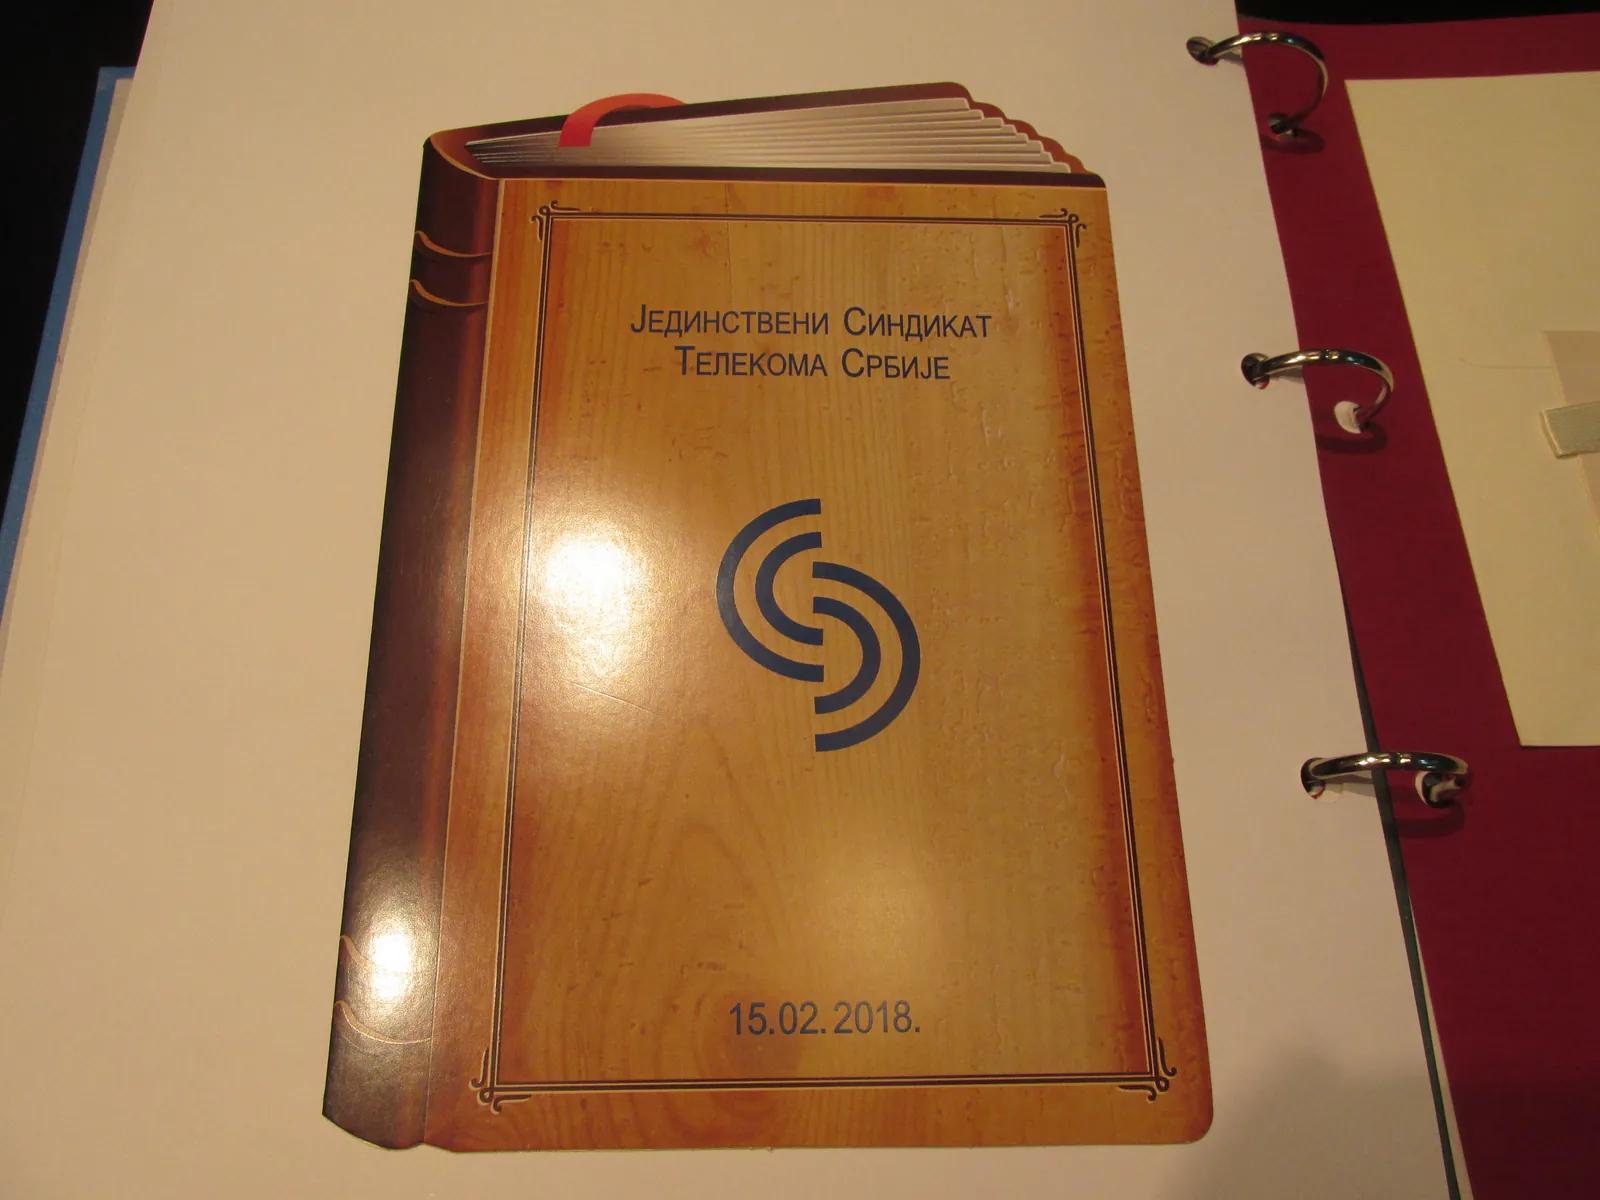 Јединствени Синдикат
Телекома Србије
15.02.2018.